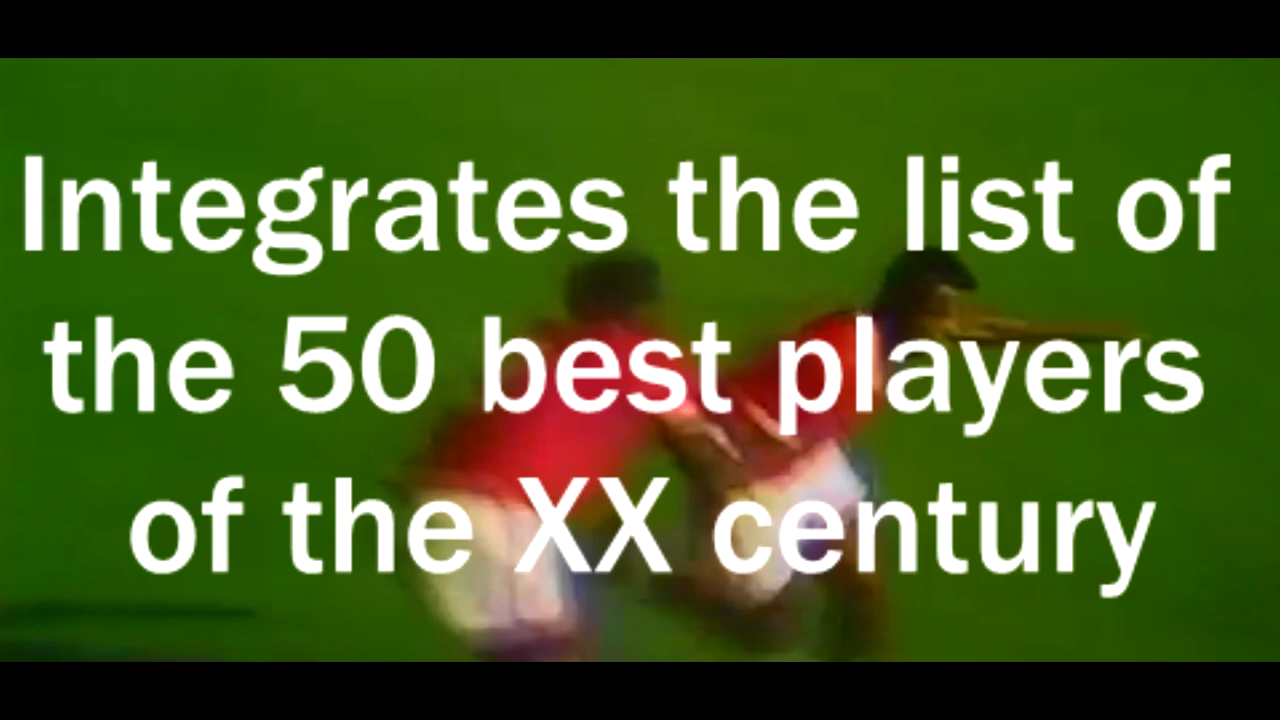 Integrates the list of
the 50 best players
of the XX century